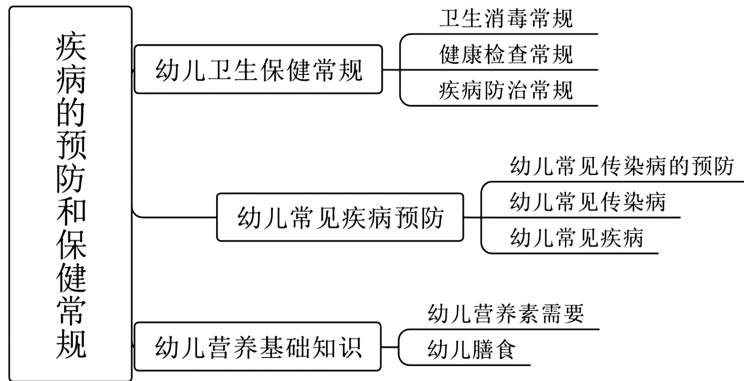 疾病的预防和保健常规
幼儿卫生保健常规
卫生消毒常规
健康检查常规
疾病防治常规
幼儿常见疾病预防
幼儿常见传染病的预防
幼儿常见传染病
幼儿常见疾病
幼儿营养基础知识
幼儿营养素需要
幼儿膳食